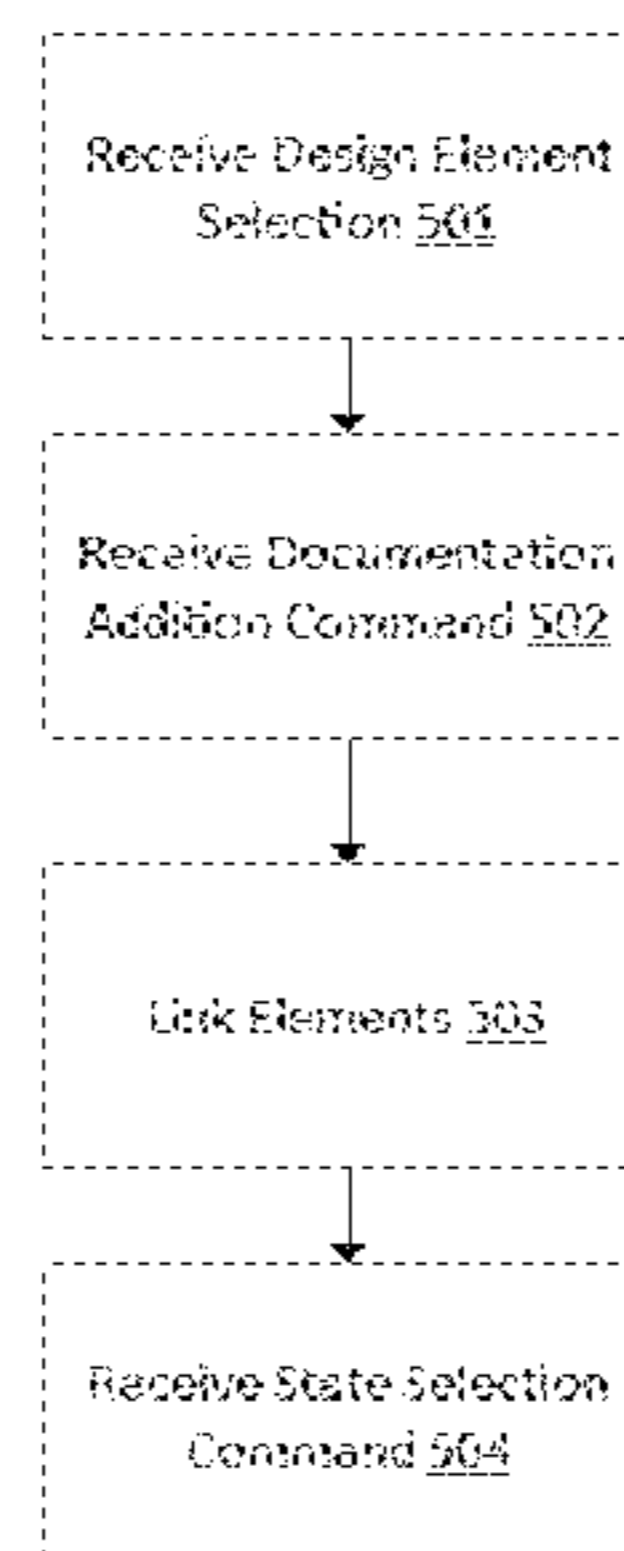 Receive Design Element
Selection 501
Receive Documentation
Addition Command 502
Link Elements 503
Receive State Selection
Command 504